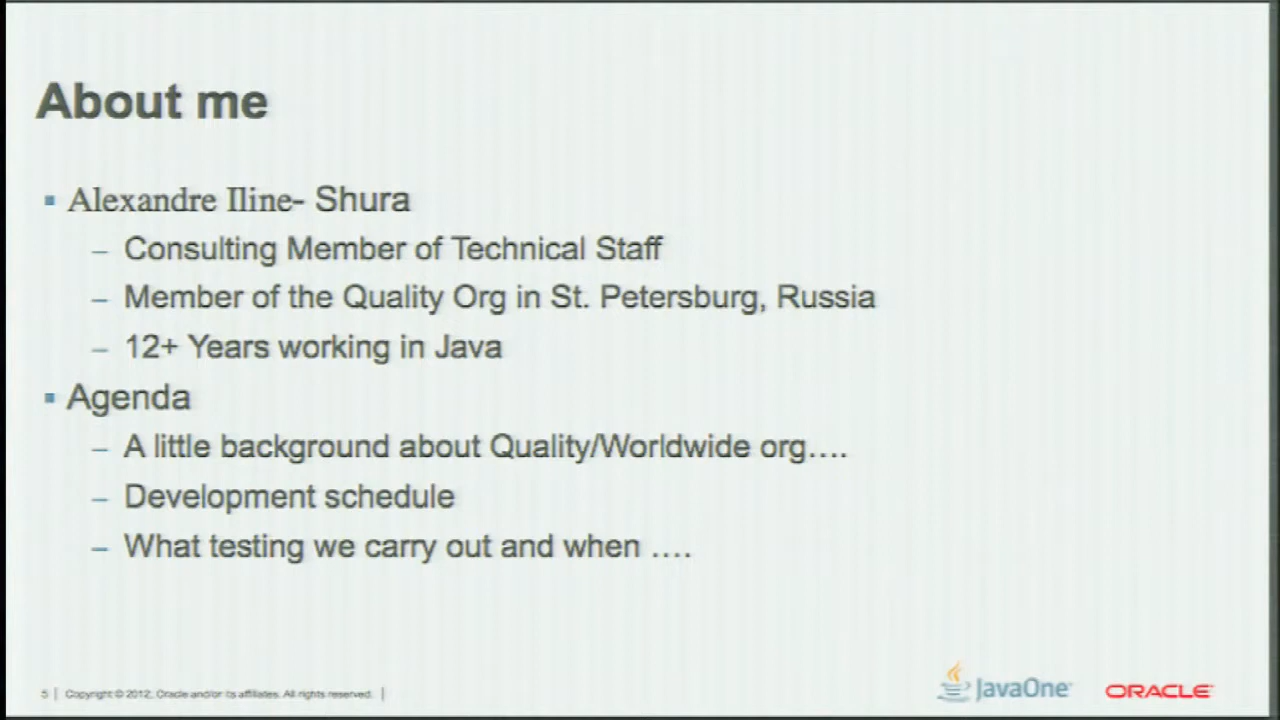 About me
Alexandre Iline- Shura
– Consulting Member of Technical Staff
– Member of the Quality Org in St. Petersburg, Russia
– 12+ Years working in Java
Agenda
– A little background about Quality/Worldwide org….
– Development schedule
– What testing we carry out and when ….
5 | Copyright © 2012, Oracle and/or its affiliates. All rights reserved. |
JavaOne
ORACLE